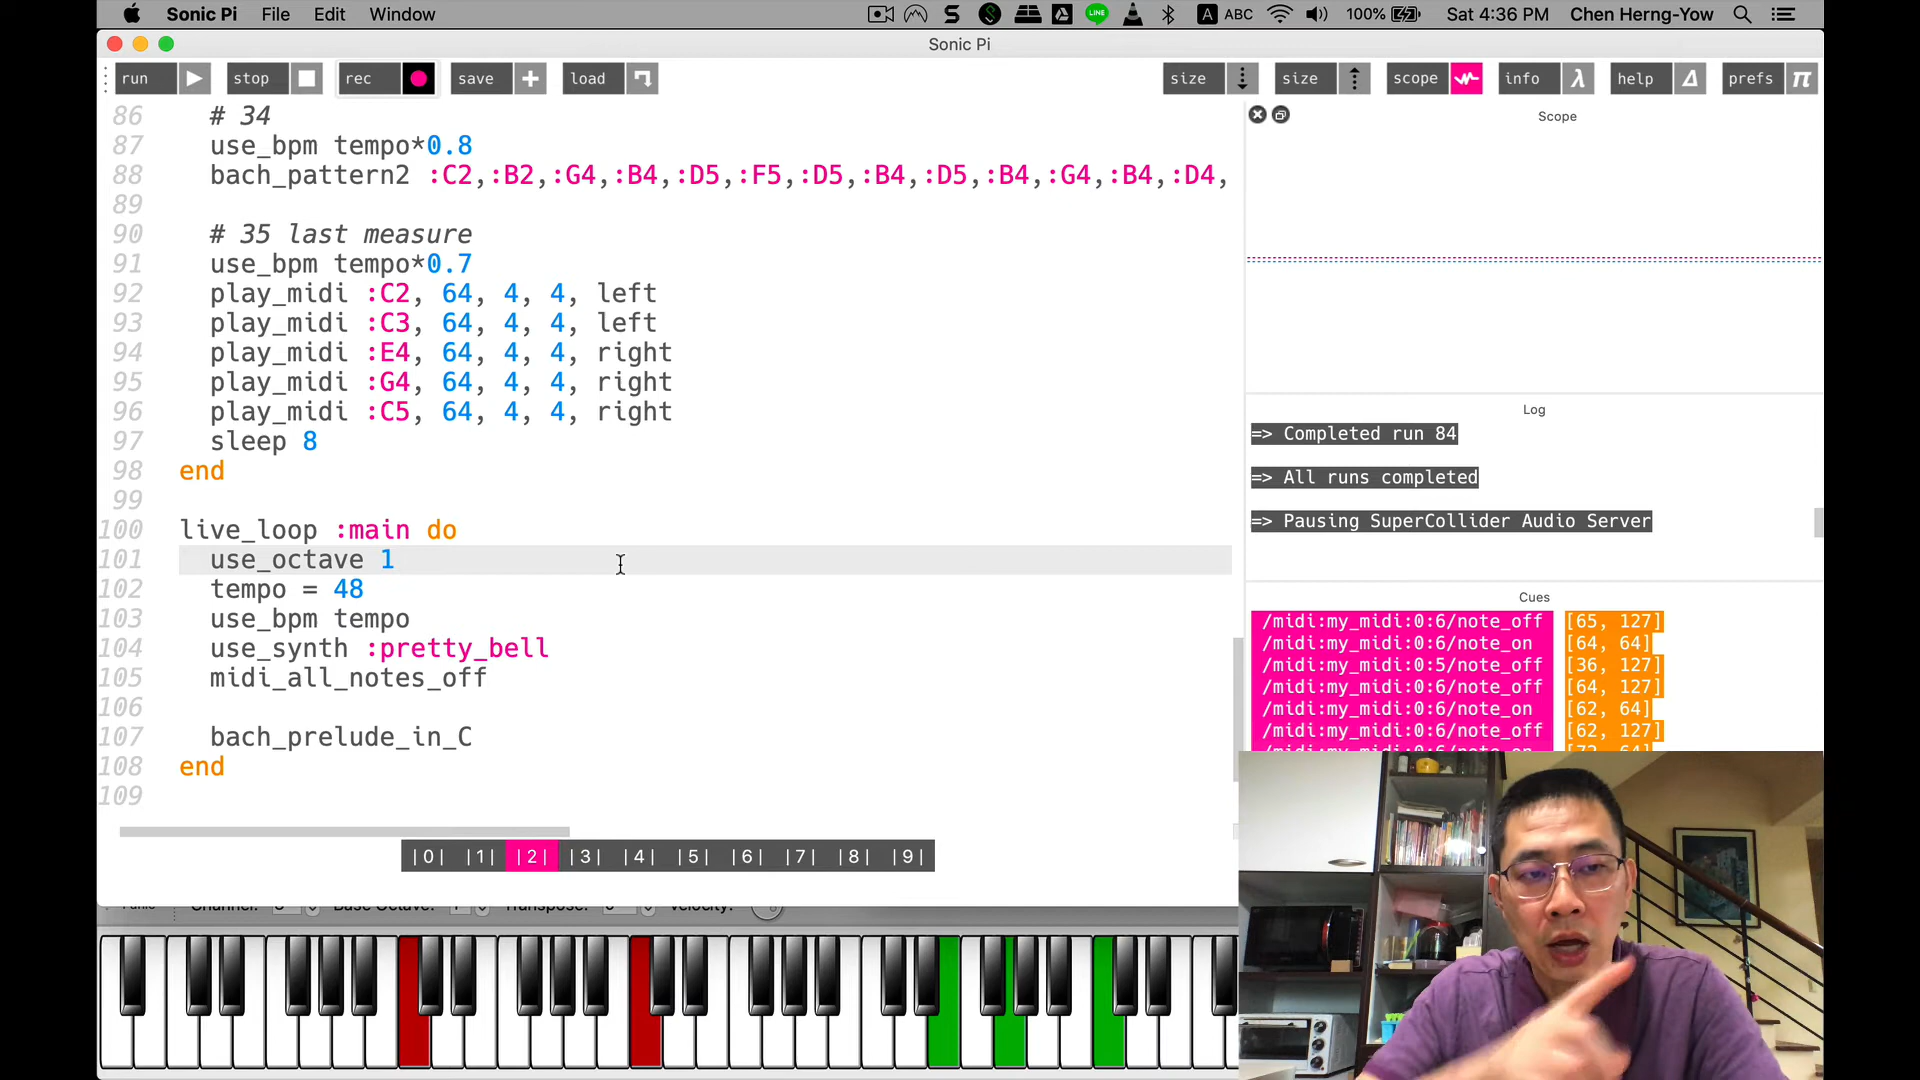 Sonic Pi File Edit Window
A ABC 100% Sat 4:36 PM Chen Herng-Yow
Sonic Pi
run stop rec save load size size scope info help prefs
86 # 34
87 use_bpm tempo*0.8
88 bach_pattern2 :C2,:B2,:G4,:B4,:D5,:F5,:D5,:B4,:D5,:B4,:G4,:B4,:D4,
89
90 # 35 last measure
91 use_bpm tempo*0.7
92 play_midi :C2, 64, 4, 4, left
93 play_midi :C3, 64, 4, 4, left
94 play_midi :E4, 64, 4, 4, right
95 play_midi :G4, 64, 4, 4, right
96 play_midi :C5, 64, 4, 4, right
97 sleep 8
98 end
99
100 live_loop :main do
101 use_octave 1
102 tempo = 48
103 use_bpm tempo
104 use_synth :pretty_bell
105 midi_all_notes_off
106
107 bach_prelude_in_C
108 end
109
|0| |1| |2| |3| |4| |5| |6| |7| |8| |9|
Scope
Log
=> Completed run 84
=> All runs completed
=> Pausing SuperCollider Audio Server
Cues
/midi:my_midi:0:6/note_off [65, 127]
/midi:my_midi:0:6/note_on [64, 64]
/midi:my_midi:0:5/note_off [36, 127]
/midi:my_midi:0:6/note_off [64, 127]
/midi:my_midi:0:6/note_on [62, 64]
/midi:my_midi:0:6/note_off [62, 127]